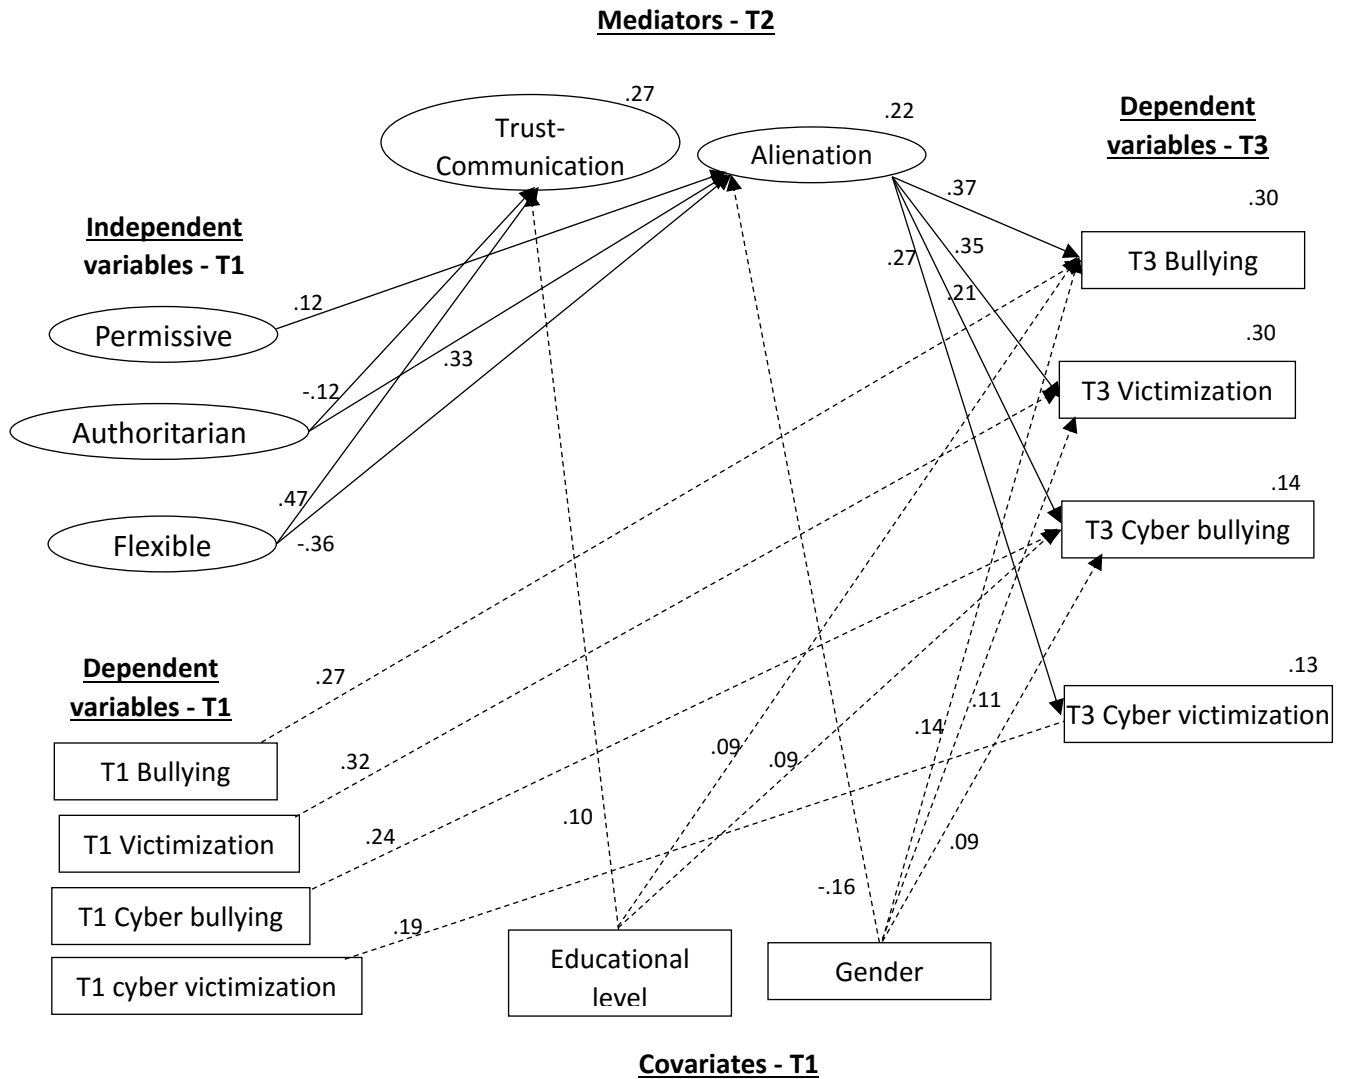 Mediators - T2
.27
Trust-
Communication
.22
Alienation
Dependent
variables - T3
.37
.30
Independent
variables - T1
.35
.27
T3 Bullying
.21
.12
Permissive
.33
.30
-.12
T3 Victimization
Authoritarian
.47
.14
-.36
Flexible
T3 Cyber bullying
Dependent
variables - T1
.27
.13
.11
.14
T3 Cyber victimization
.32
.09
.09
T1 Bullying
.10
.24
.09
T1 Victimization
-.16
T1 Cyber bullying
.19
T1 cyber victimization
Educational
level
Gender
Covariates - T1